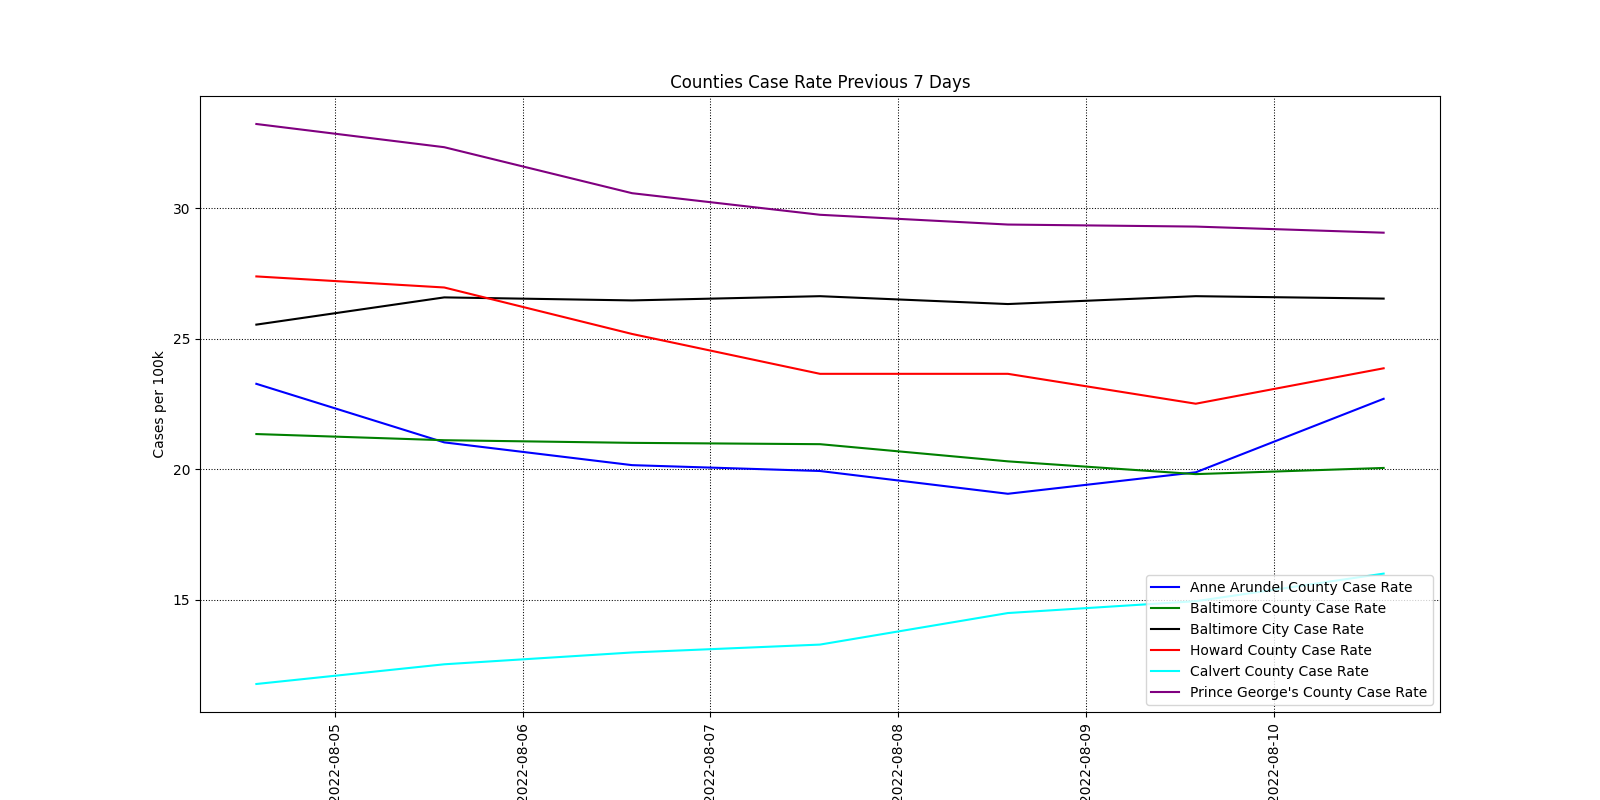 Counties Case Rate Previous 7 Days
Cases per 100k
30
25
20
15
Anne Arundel County Case Rate
Baltimore County Case Rate
Baltimore City Case Rate
Howard County Case Rate
Calvert County Case Rate
Prince George's County Case Rate
2022-08-05
2022-08-06
2022-08-07
2022-08-08
2022-08-09
2022-08-10